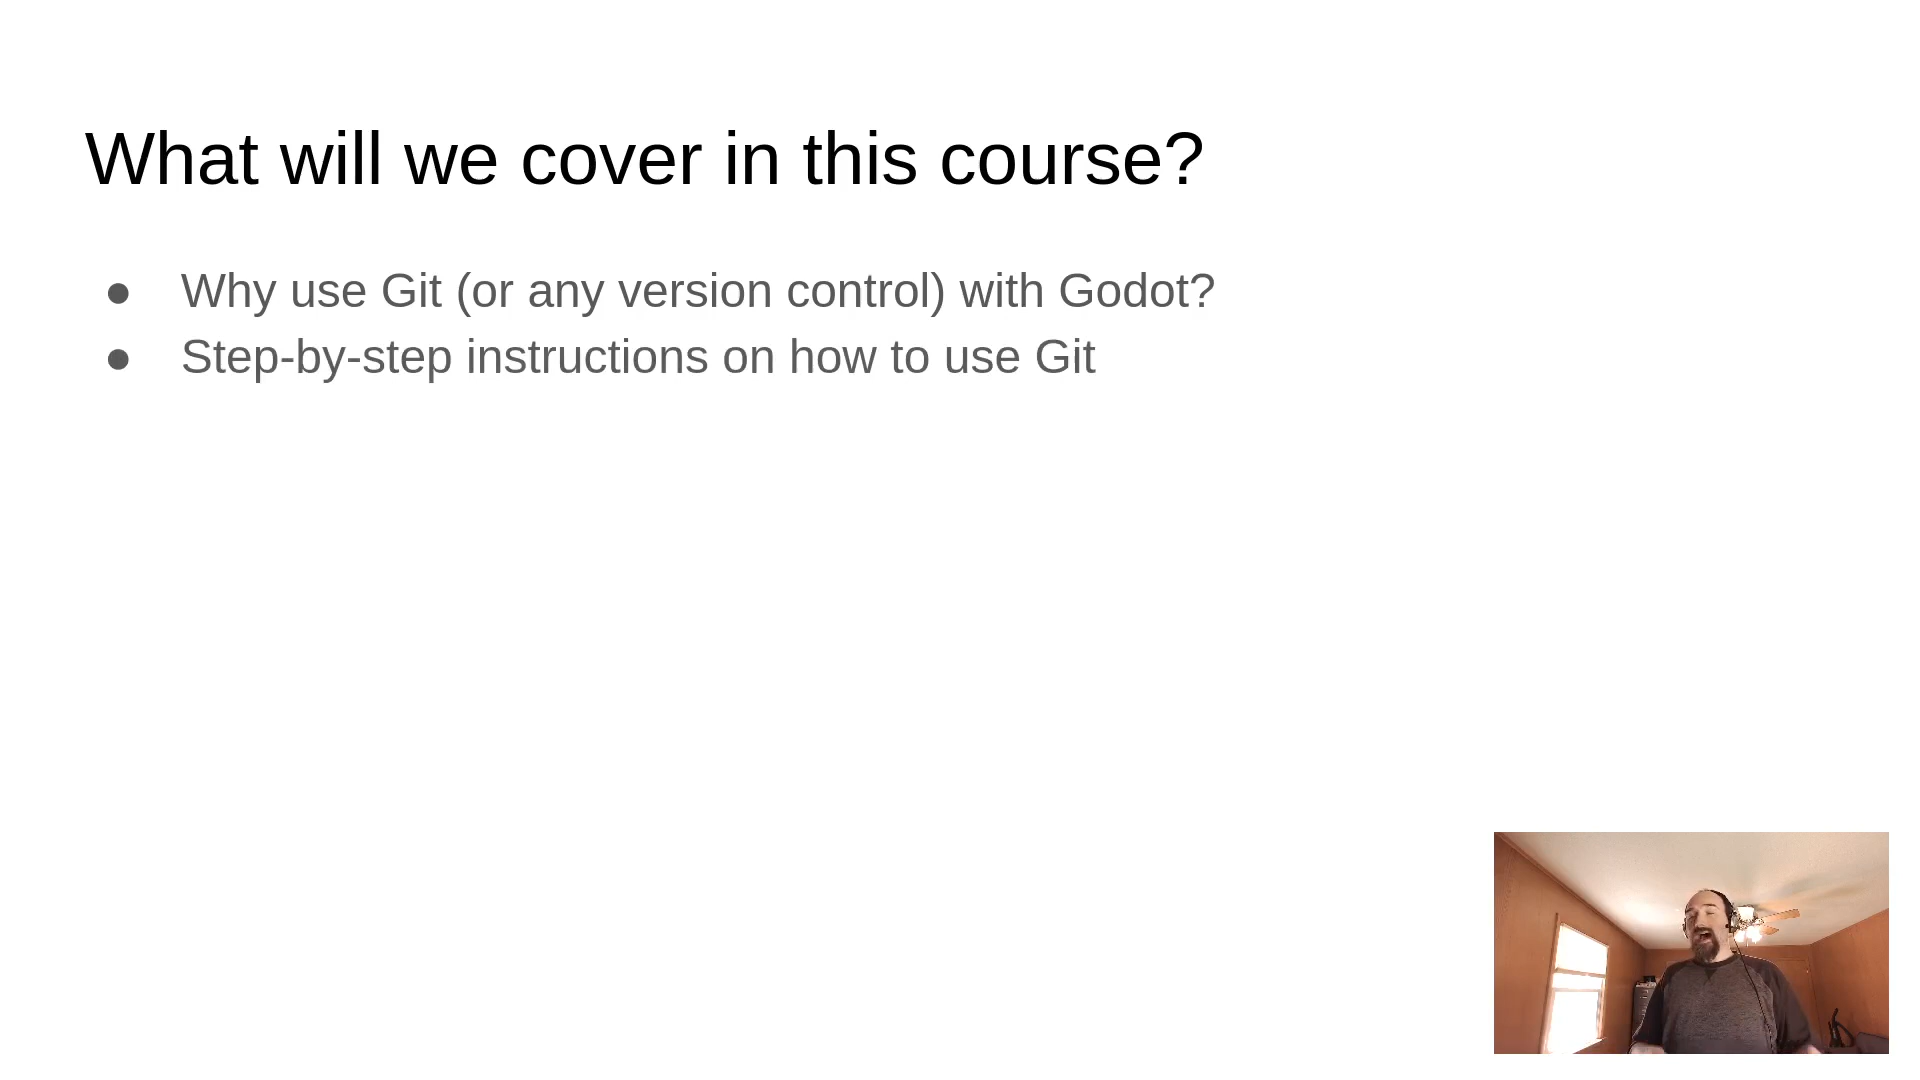 What will we cover in this course?
● Why use Git (or any version control) with Godot?
● Step-by-step instructions on how to use Git